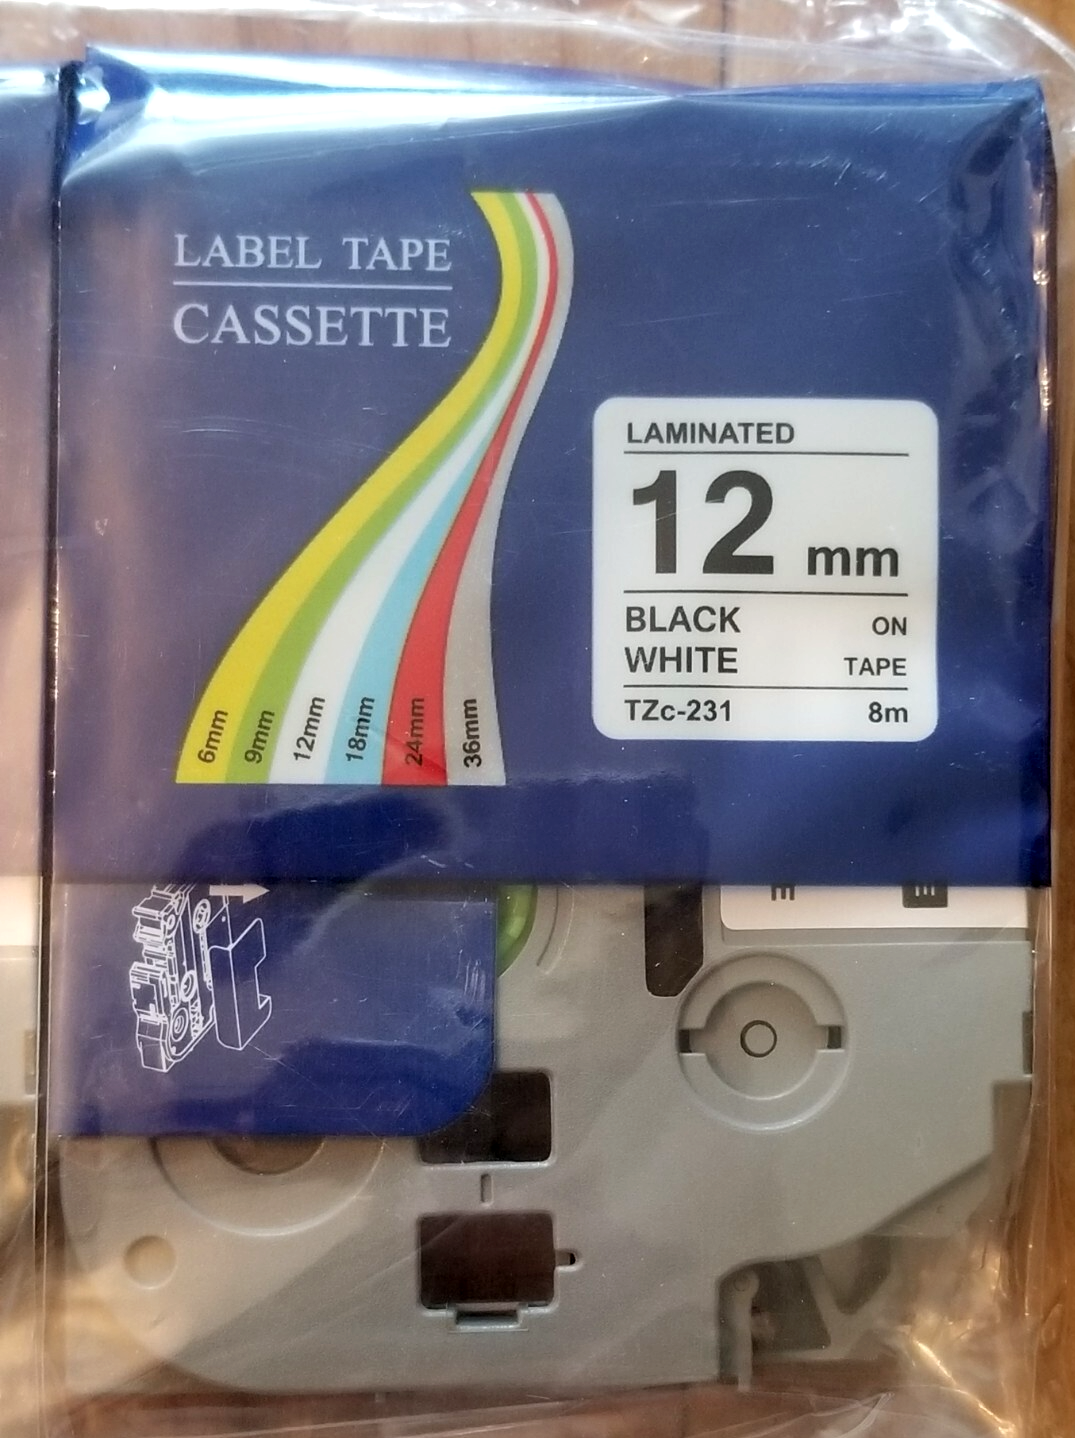 LABEL TAPE
CASSETTE
LAMINATED
12 mm
BLACK ON
WHITE TAPE
TZc-231 8m
6mm
9mm
12mm
18mm
24mm
36mm
E
E